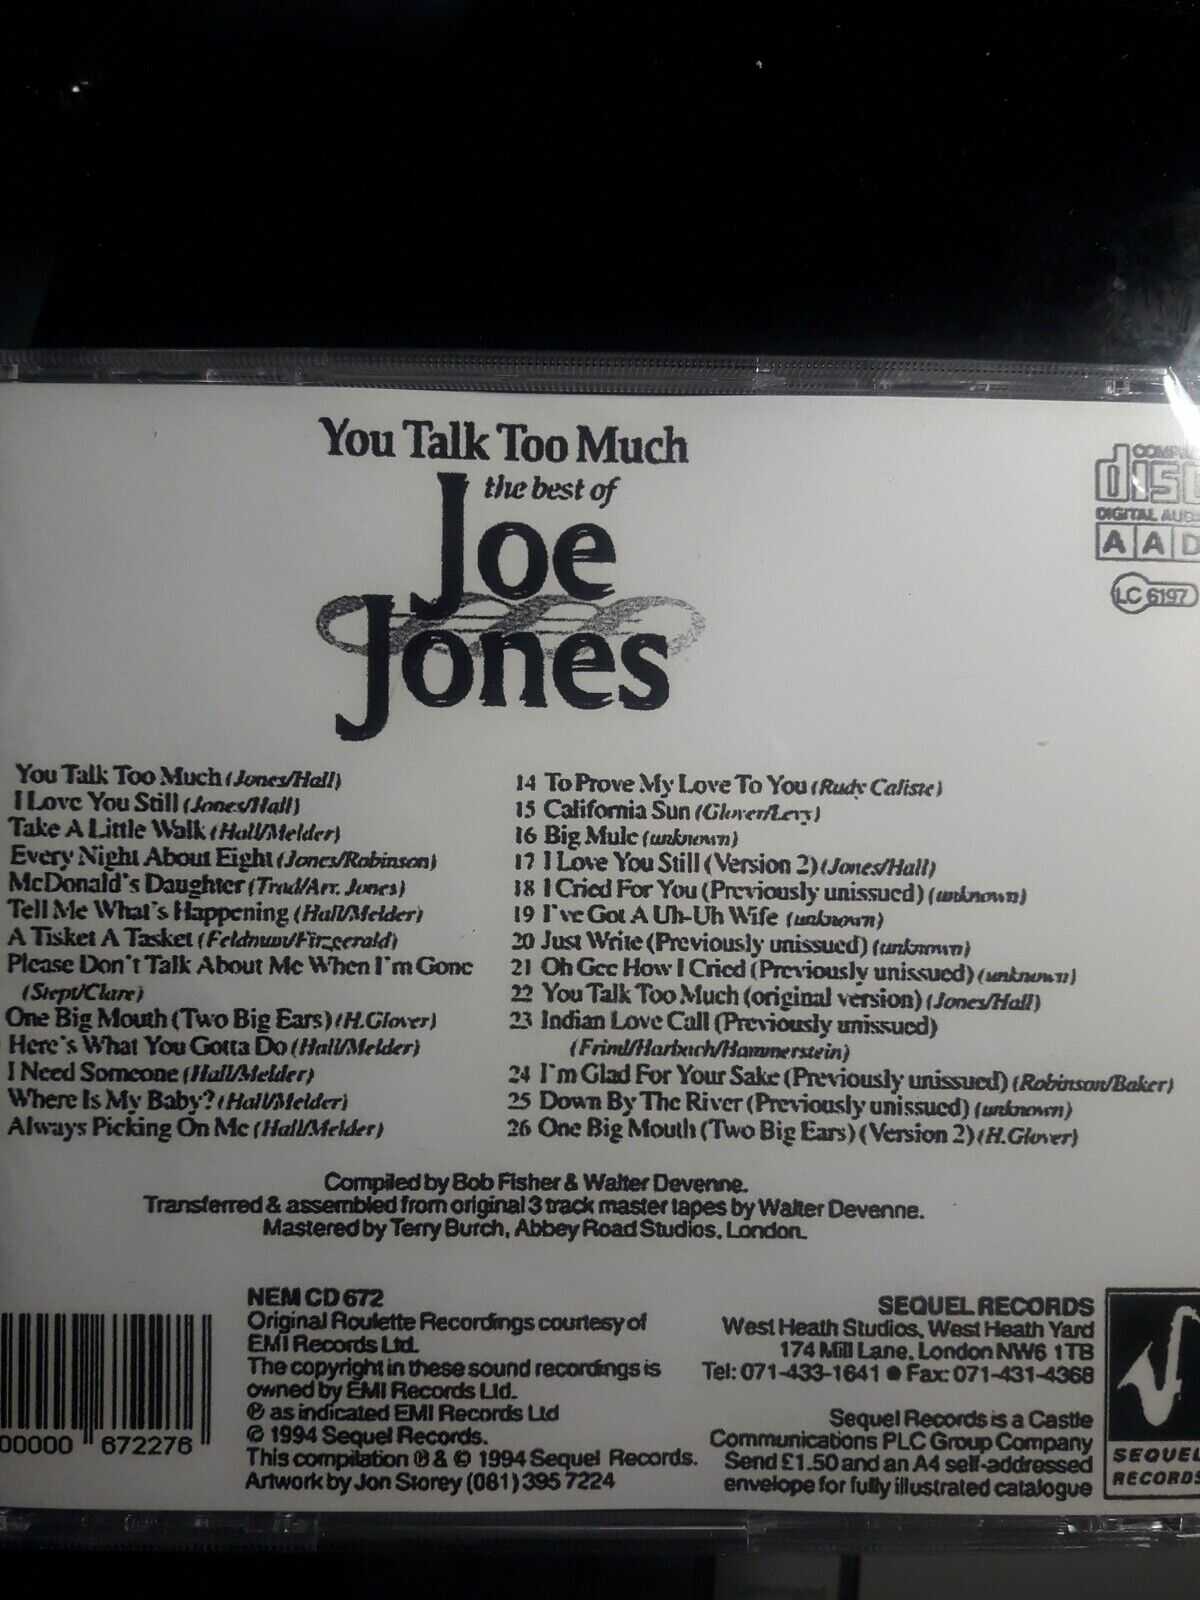 You Talk Too Much
the best of
Joe
Jones
DIGITAL
A A D
LC 6197
You Talk Too Much (Jones/Hall)
I Love You Still (Jones/Hall)
Take A Little Walk (Hall/Melder)
Every Night About Eight (Jones/Robinson)
McDonald's Daughter (Trad/Arr. Jones)
Tell Me What's Happening (Hall/Melder)
A Tisket A Tasket (Feldnum/Fitzgerald)
Please Don't Talk About Me When I'm Gone
(Stept/Clare)
One Big Mouth (Two Big Ears) (H.Glover)
Here's What You Gotta Do (Hall/Melder)
I Need Someone (Hall/Melder)
Where Is My Baby? (Hall/Melder)
Always Picking On Me (Hall/Melder)
14 To Prove My Love To You (Rudy Caliste)
15 California Sun (Glover/Levy)
16 Big Mule (unknown)
17 I Love You Still (Version 2) (Jones/Hall)
18 I Cried For You (Previously unissued) (unknown)
19 I've Got A Uh-Uh Wife (unknown)
20 Just Write (Previously unissued) (unknown)
21 Oh Gee How I Cried (Previously unissued) (unknown)
22 You Talk Too Much (original version) (Jones/Hall)
23 Indian Love Call (Previously unissued)
(Friml/Harbach/Hammerstein)
24 I'm Glad For Your Sake (Previously unissued) (Robinson/Baker)
25 Down By The River (Previously unissued) (unknown)
26 One Big Mouth (Two Big Ears) (Version 2) (H.Glover)
Compiled by Bob Fisher & Walter Devenne.
Transferred & assembled from original 3 track master tapes by Walter Devenne.
Mastered by Terry Burch, Abbey Road Studios, London.
00000 672276
NEM CD 672
Original Roulette Recordings courtesy of
EMI Records Ltd.
The copyright in these sound recordings is
owned by EMI Records Ltd.
℗ as indicated EMI Records Ltd
© 1994 Sequel Records.
This compilation ℗ & © 1994 Sequel Records.
Artwork by Jon Storey (081) 395 7224
SEQUEL RECORDS
West Heath Studios, West Heath Yard
174 Mill Lane, London NW6 1TB
Tel: 071-433-1641 ● Fax: 071-431-4368
Sequel Records is a Castle
Communications PLC Group Company
Send £1.50 and an A4 self-addressed
envelope for fully illustrated catalogue
SEQUEL
RECORDS